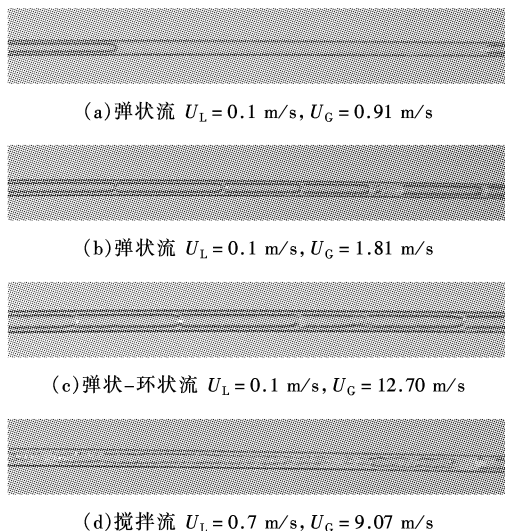 (a)弹状流 U_L=0.1 m/s,U_G=0.91 m/s
(b)弹状流 U_L=0.1 m/s,U_G=1.81 m/s
(c)弹状-环状流 U_L=0.1 m/s,U_G=12.70 m/s
(d)搅拌流 U_L=0.7 m/s,U_G=9.07 m/s